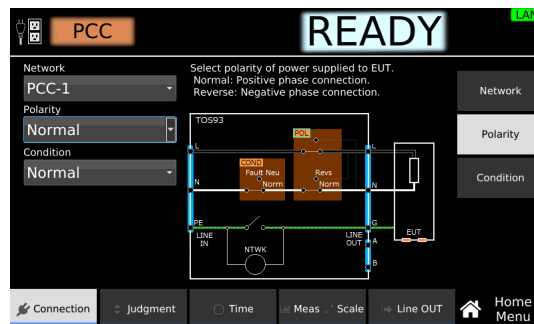 PCC
READY
LAN
Network
PCC-1
Polarity
Normal
Condition
Normal
Select polarity of power supplied to EUT.
Normal: Positive phase connection.
Reverse: Negative phase connection.
TOS93
POL
L
L
COND
Fault Neu
Revs
N
Norm
Norm
N
PE
G
LINE
IN
NTWK
LINE
OUT
A
B
EUT
Network
Polarity
Condition
Connection
Judgment
Time
Meas
Scale
Line OUT
Home
Menu